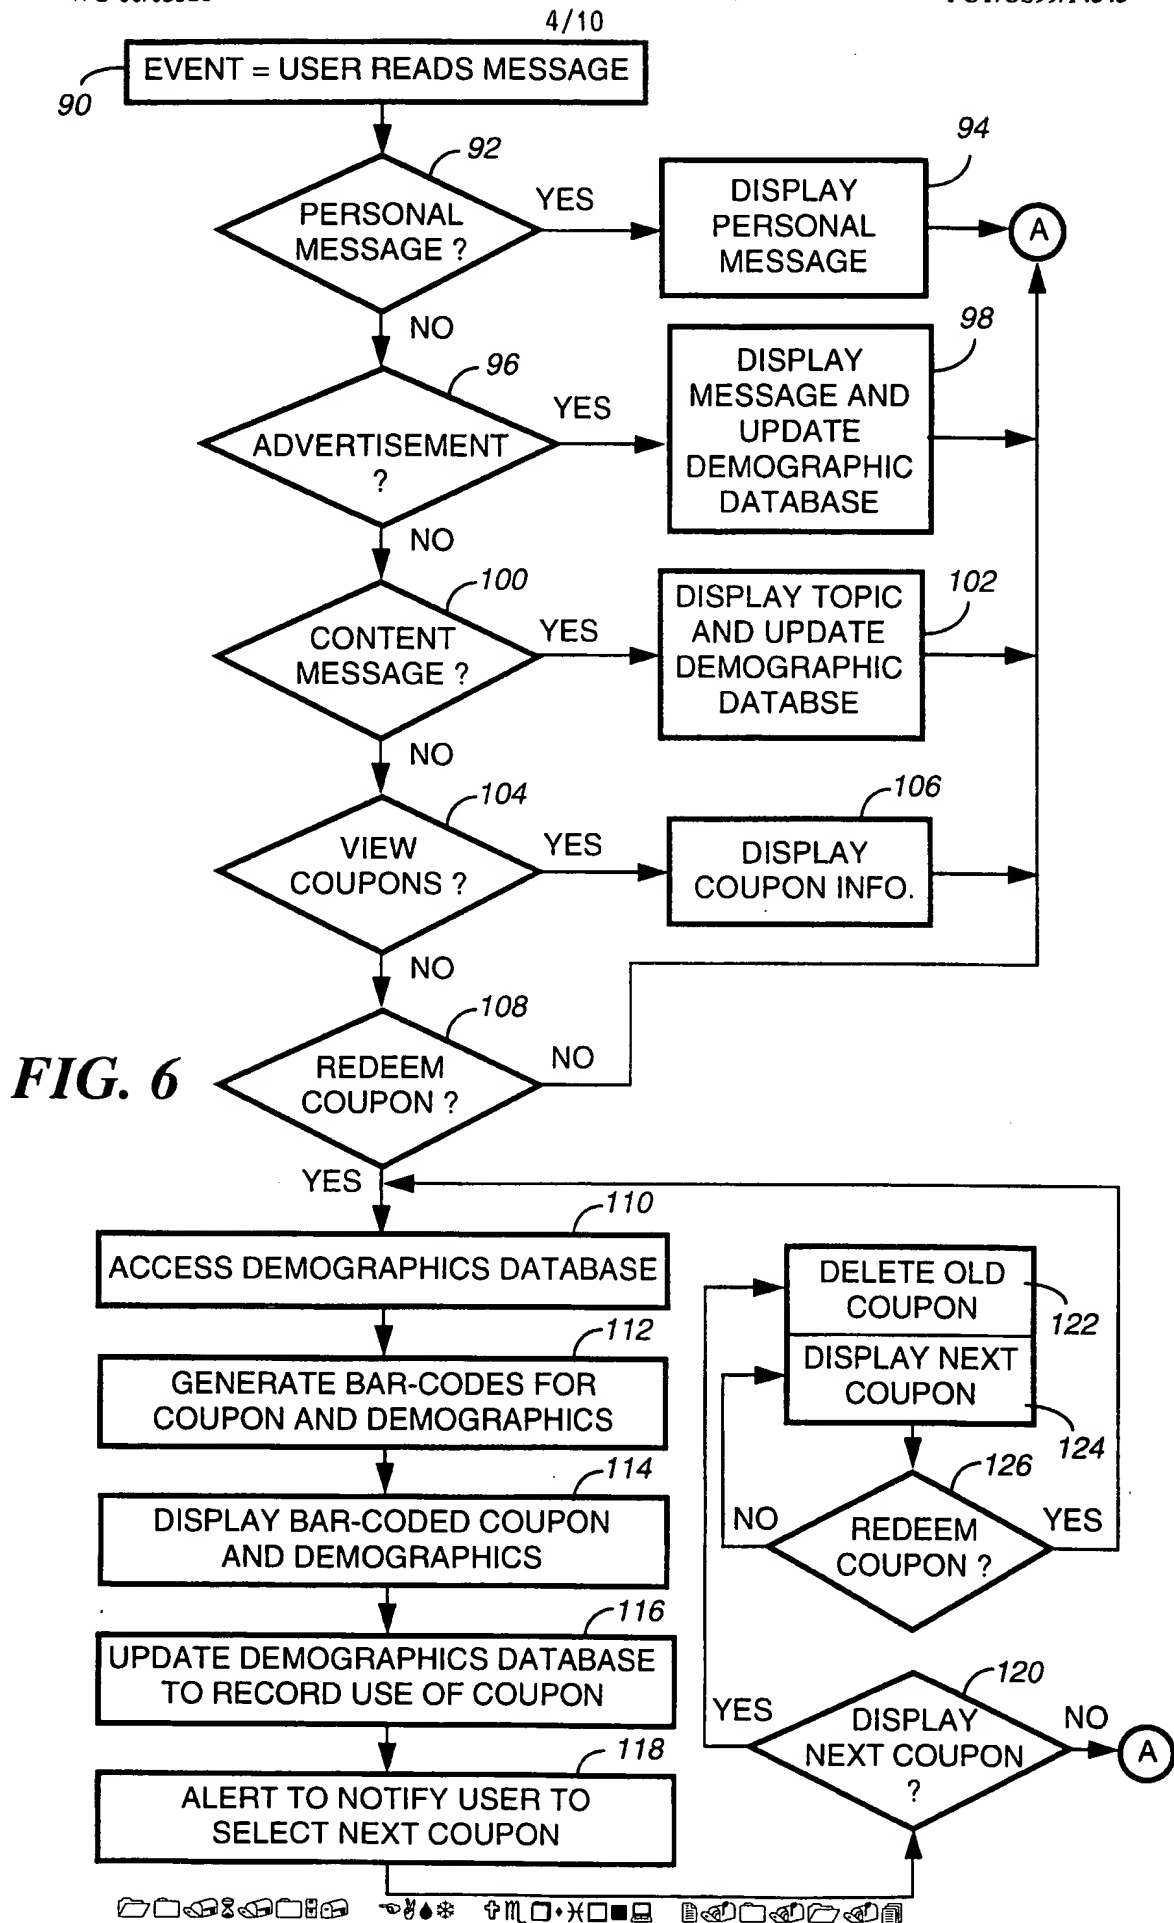 4/10
EVENT = USER READS MESSAGE
90
92
PERSONAL
MESSAGE ?
YES
94
DISPLAY
PERSONAL
MESSAGE
A
NO
96
ADVERTISEMENT
?
YES
98
DISPLAY
MESSAGE AND
UPDATE
DEMOGRAPHIC
DATABASE
NO
100
CONTENT
MESSAGE ?
YES
102
DISPLAY TOPIC
AND UPDATE
DEMOGRAPHIC
DATABSE
NO
104
VIEW
COUPONS ?
YES
106
DISPLAY
COUPON INFO.
NO
108
REDEEM
COUPON ?
NO
FIG. 6
YES
110
ACCESS DEMOGRAPHICS DATABASE
112
GENERATE BAR-CODES FOR
COUPON AND DEMOGRAPHICS
114
DISPLAY BAR-CODED COUPON
AND DEMOGRAPHICS
116
UPDATE DEMOGRAPHICS DATABASE
TO RECORD USE OF COUPON
118
ALERT TO NOTIFY USER TO
SELECT NEXT COUPON
DELETE OLD
COUPON
122
DISPLAY NEXT
COUPON
124
126
REDEEM
COUPON ?
NO
YES
120
DISPLAY
NEXT COUPON
?
YES
NO
A